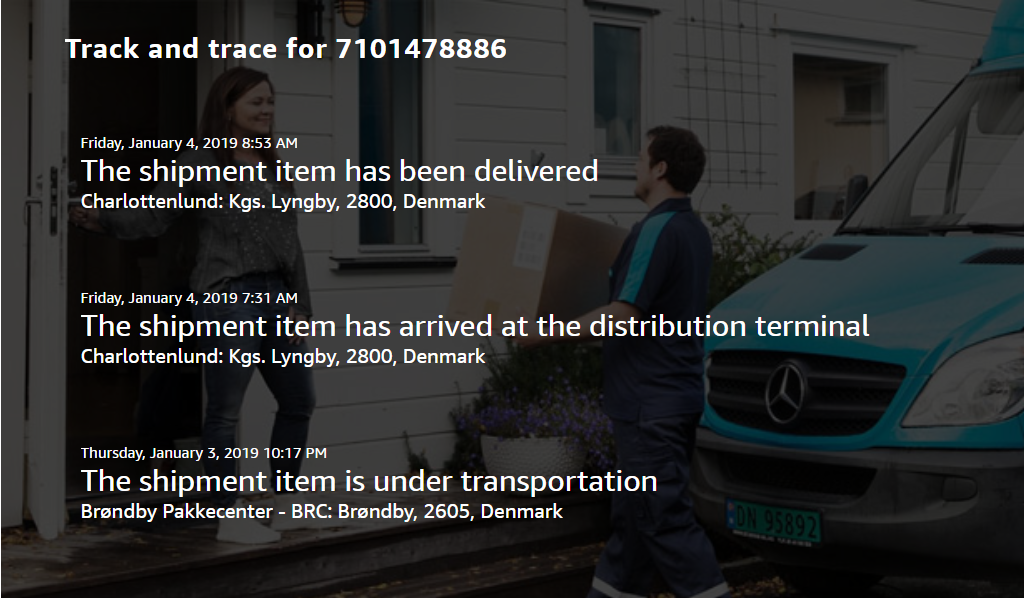 Track and trace for 7101478886
Friday, January 4, 2019 8:53 AM
The shipment item has been delivered
Charlottenlund: Kgs. Lyngby, 2800, Denmark
Friday, January 4, 2019 7:31 AM
The shipment item has arrived at the distribution terminal
Charlottenlund: Kgs. Lyngby, 2800, Denmark
Thursday, January 3, 2019 10:17 PM
The shipment item is under transportation
Brøndby Pakkecenter - BRC: Brøndby, 2605, Denmark
DN 95892